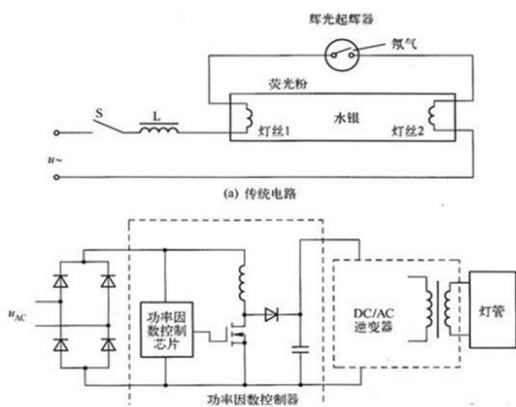 辉光起辉器
氖气
荧光粉
S
L
水银
灯丝1
灯丝2
u~
(a) 传统电路
u_AC
功率因
数控制
芯片
DC/AC
逆变器
灯管
功率因数控制器